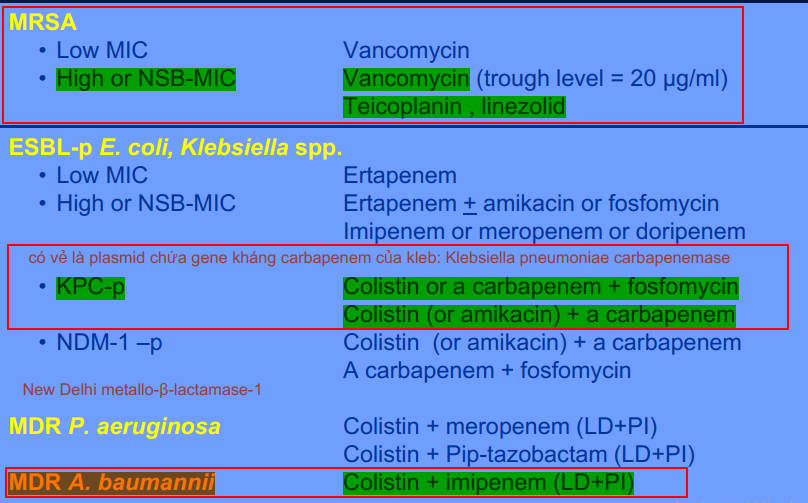 MRSA
• Low MIC Vancomycin
• High or NSB-MIC Vancomycin (trough level = 20 µg/ml)
Teicoplanin , linezolid
ESBL-p E. coli, Klebsiella spp.
• Low MIC Ertapenem
• High or NSB-MIC Ertapenem + amikacin or fosfomycin
Imipenem or meropenem or doripenem
có vẻ là plasmid chứa gene kháng carbapenem của kleb: Klebsiella pneumoniae carbapenemase
• KPC-p Colistin or a carbapenem + fosfomycin
Colistin (or amikacin) + a carbapenem
• NDM-1 –p Colistin (or amikacin) + a carbapenem
A carbapenem + fosfomycin
New Delhi metallo-β-lactamase-1
MDR P. aeruginosa Colistin + meropenem (LD+PI)
Colistin + Pip-tazobactam (LD+PI)
MDR A. baumannii Colistin + imipenem (LD+PI)